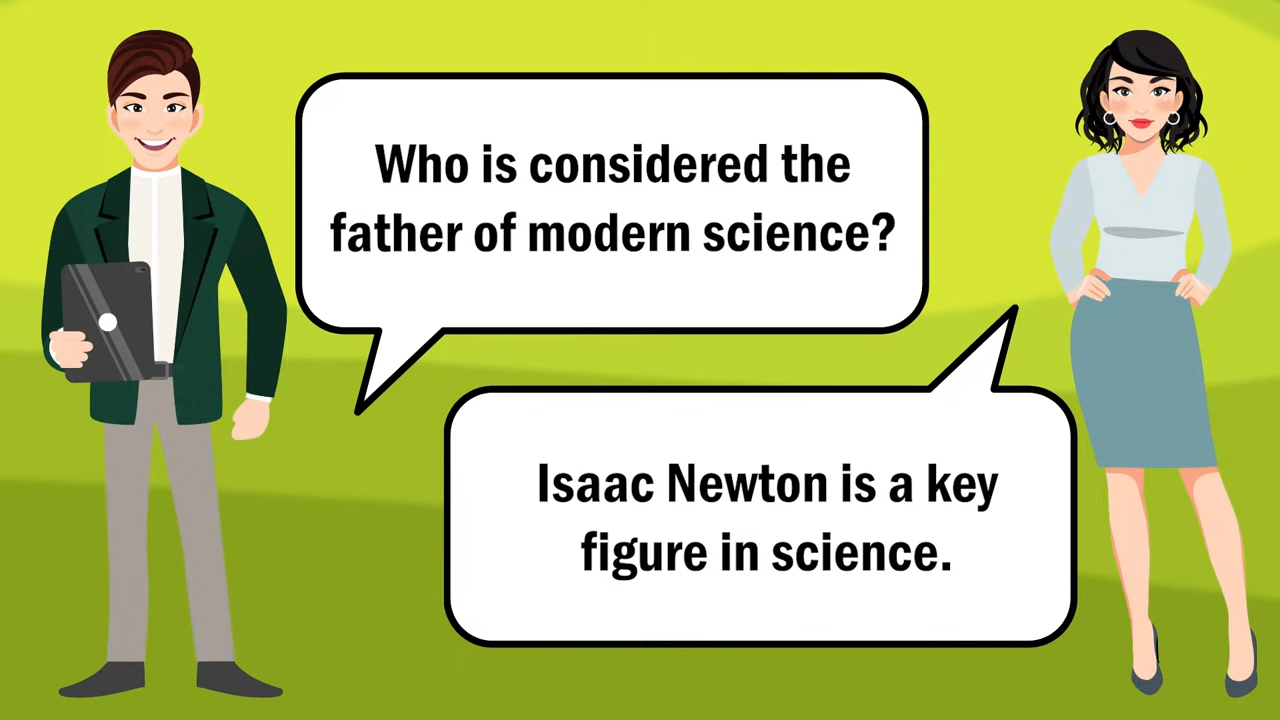 Who is considered the
father of modern science?
Isaac Newton is a key
figure in science.